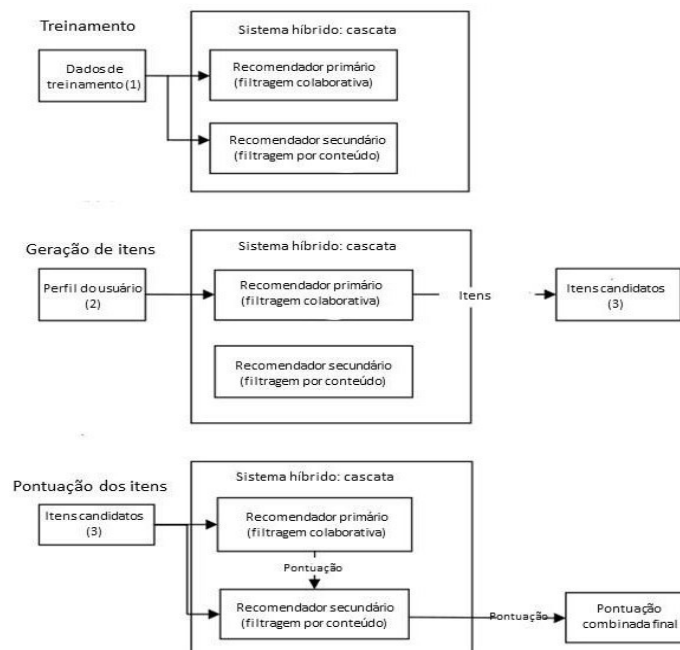 Treinamento
Sistema híbrido: cascata
Dados de
treinamento (1)
Recomendador primário
(filtragem colaborativa)
Recomendador secundário
(filtragem por conteúdo)
Geração de itens
Sistema híbrido: cascata
Perfil do usuário
(2)
Recomendador primário
(filtragem colaborativa)
Itens
Itens candidatos
(3)
Recomendador secundário
(filtragem por conteúdo)
Pontuação dos itens
Sistema híbrido: cascata
Itens candidatos
(3)
Recomendador primário
(filtragem colaborativa)
Pontuação
Recomendador secundário
(filtragem por conteúdo)
Pontuação
Pontuação
combinada final